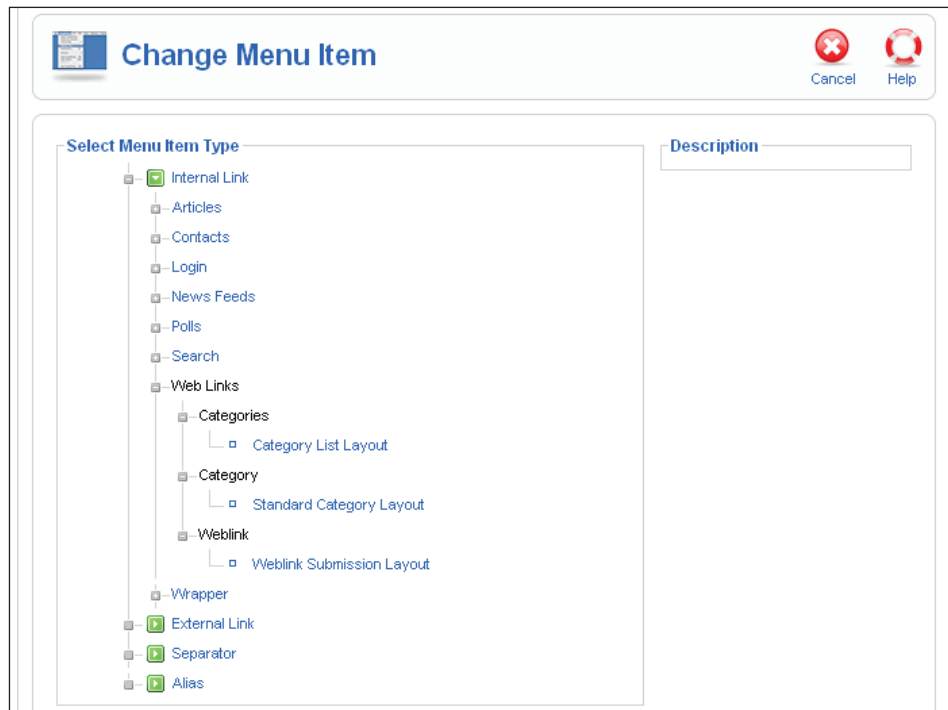 Change Menu Item
Cancel
Help
Select Menu Item Type
Description
Internal Link
Articles
Contacts
Login
News Feeds
Polls
Search
Web Links
Categories
Category List Layout
Category
Standard Category Layout
Weblink
Weblink Submission Layout
Wrapper
External Link
Separator
Alias